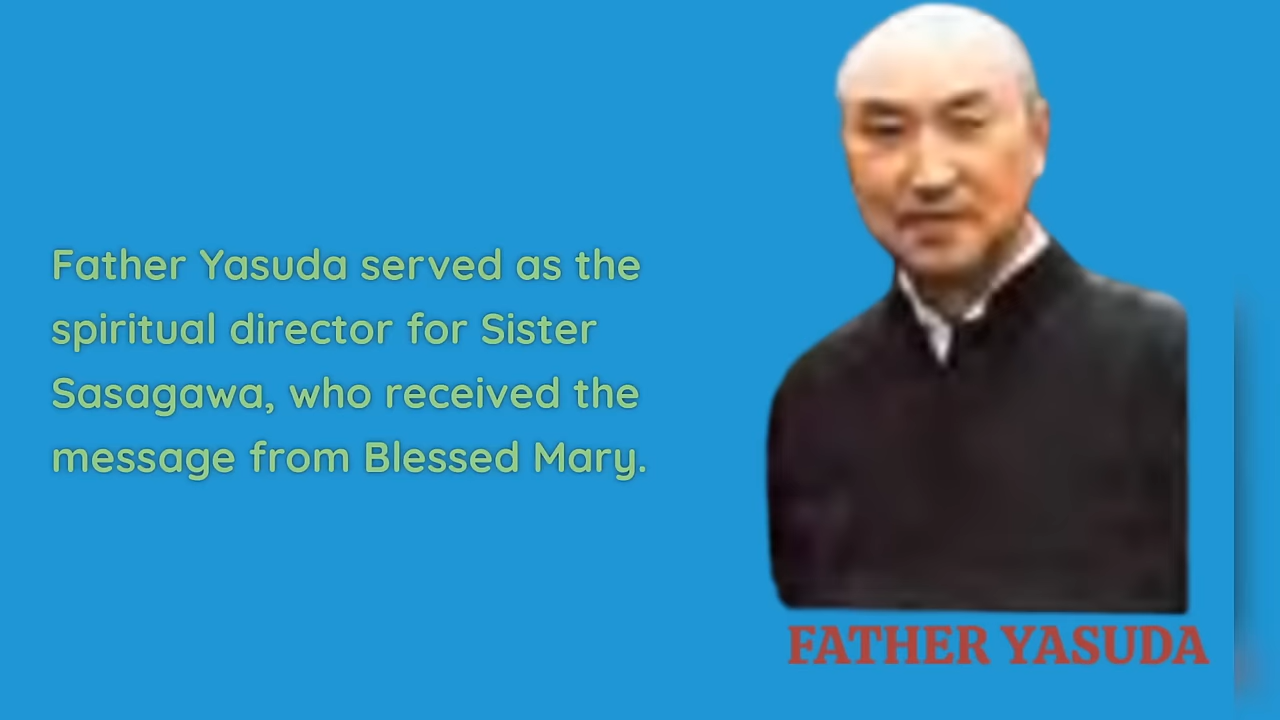 Father Yasuda served as the
spiritual director for Sister
Sasagawa, who received the
message from Blessed Mary.
FATHER YASUDA